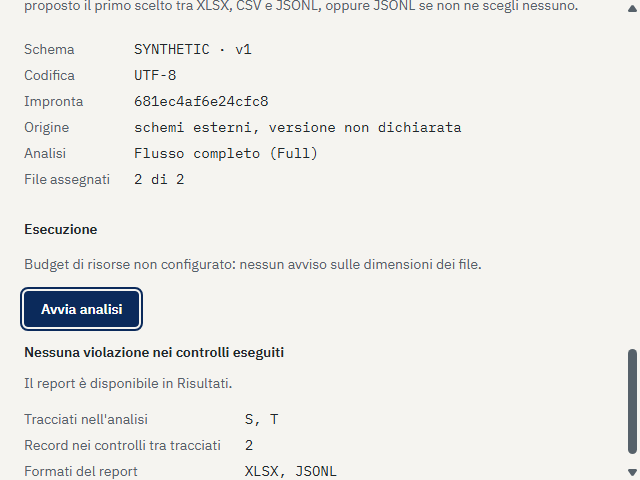 proposto il primo scelto tra XLSX, CSV e JSONL, oppure JSONL se non ne scegli nessuno.
Schema SYNTHETIC · v1
Codifica UTF-8
Impronta 681ec4af6e24cfc8
Origine schemi esterni, versione non dichiarata
Analisi Flusso completo (Full)
File assegnati 2 di 2
Esecuzione
Budget di risorse non configurato: nessun avviso sulle dimensioni dei file.
Avvia analisi
Nessuna violazione nei controlli eseguiti
Il report è disponibile in Risultati.
Tracciati nell'analisi S, T
Record nei controlli tra tracciati 2
Formati del report XLSX, JSONL